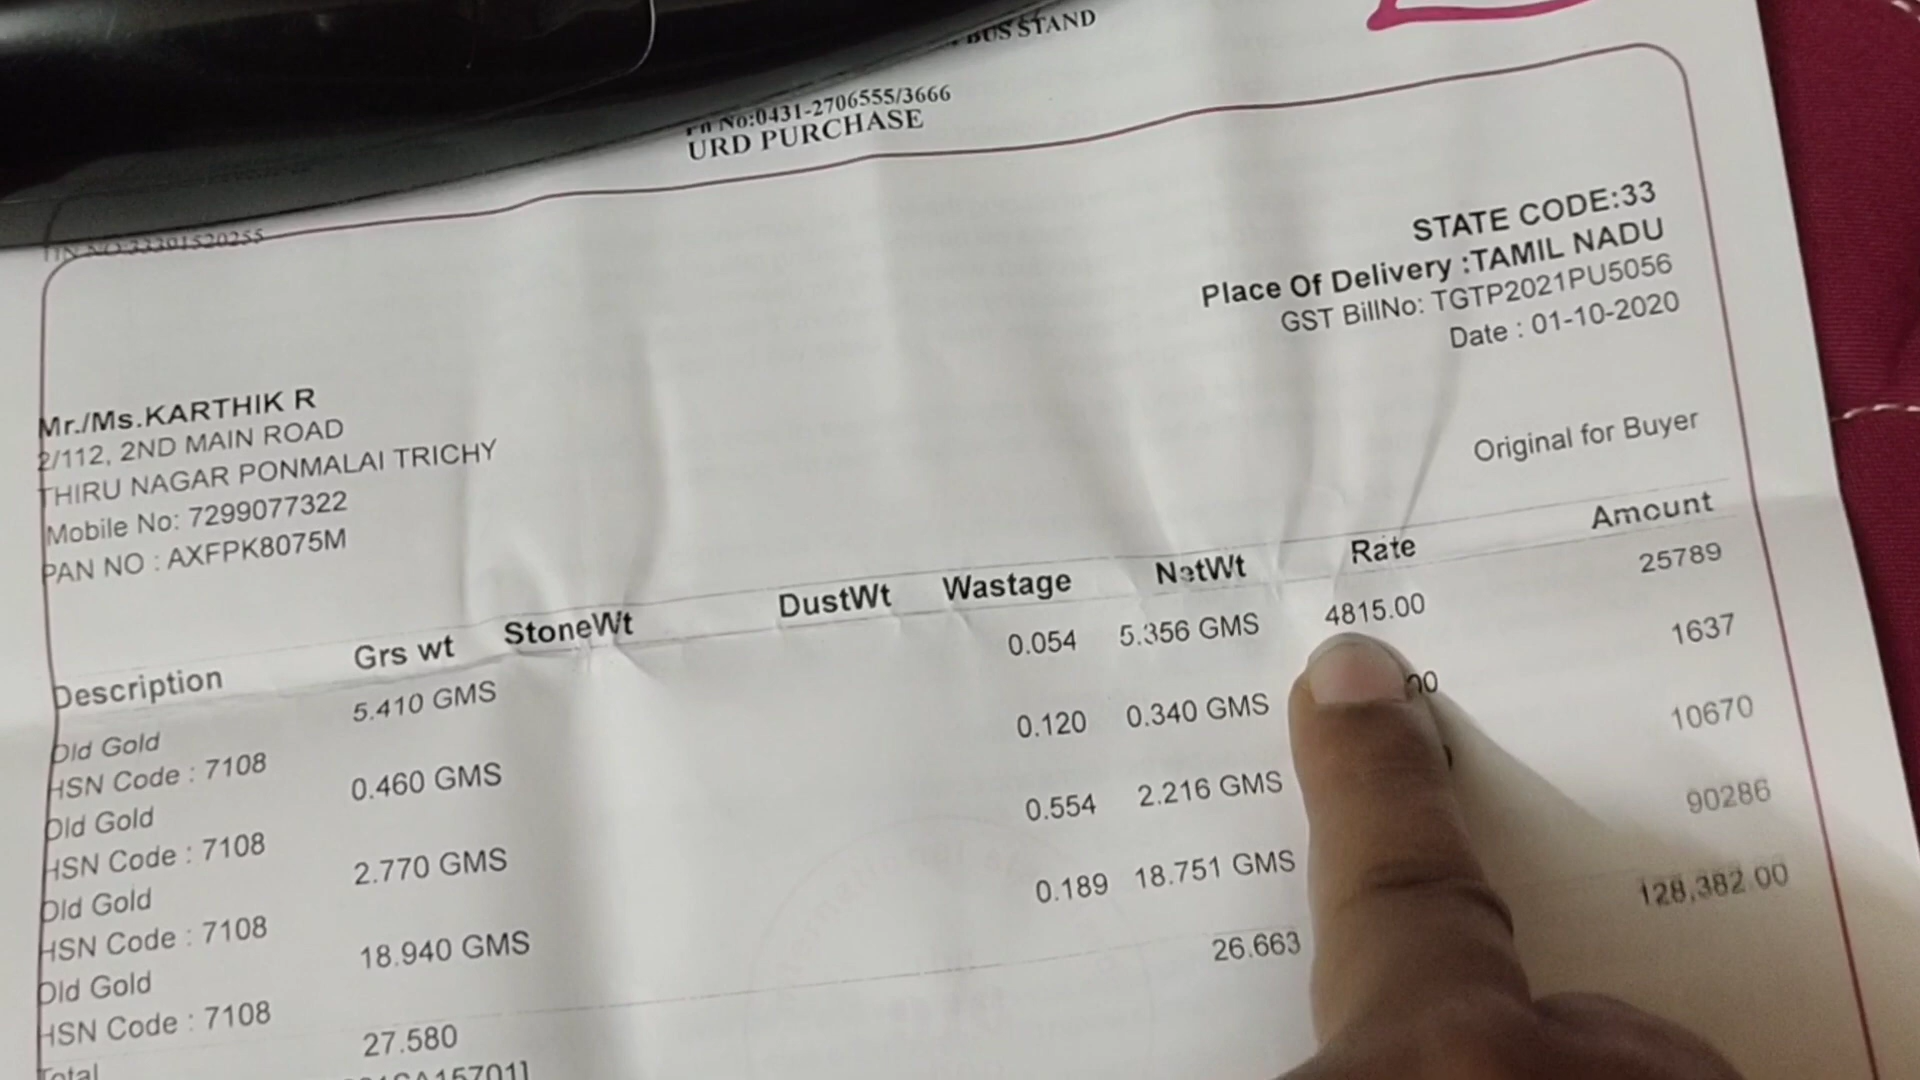 BUS STAND
Ph No:0431-2706555/3666
URD PURCHASE
TIN NO:33391520255
STATE CODE:33
Place Of Delivery :TAMIL NADU
GST BillNo: TGTP2021PU5056
Date : 01-10-2020
Mr./Ms.KARTHIK R
2/112, 2ND MAIN ROAD
THIRU NAGAR PONMALAI TRICHY
Mobile No: 7299077322
PAN NO : AXFPK8075M
Original for Buyer
Description Grs wt StoneWt DustWt Wastage NetWt Rate Amount
Old Gold 5.410 GMS 0.054 5.356 GMS 4815.00 25789
HSN Code : 7108
Old Gold 0.460 GMS 0.120 0.340 GMS 00 1637
HSN Code : 7108
Old Gold 2.770 GMS 0.554 2.216 GMS 10670
HSN Code : 7108
Old Gold 18.940 GMS 0.189 18.751 GMS 90286
HSN Code : 7108
Total 27.580 26.663 128,382.00